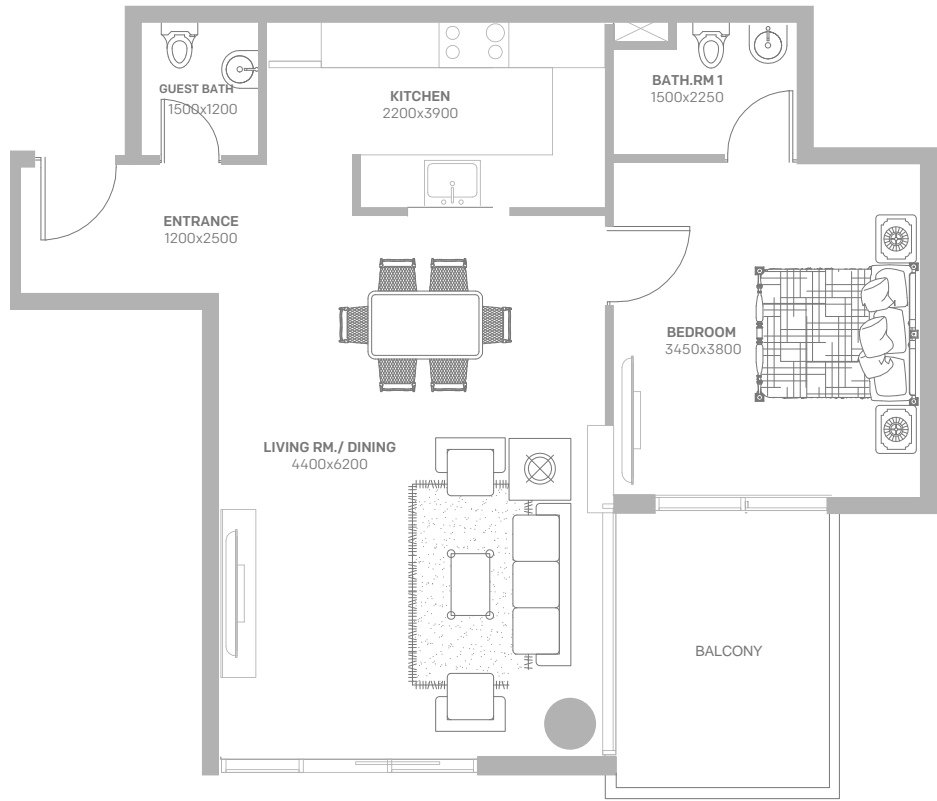 GUEST BATH
1500x1200
KITCHEN
2200x3900
BATH.RM 1
1500x2250
ENTRANCE
1200x2500
BEDROOM
3450x3800
LIVING RM./ DINING
4400x6200
BALCONY